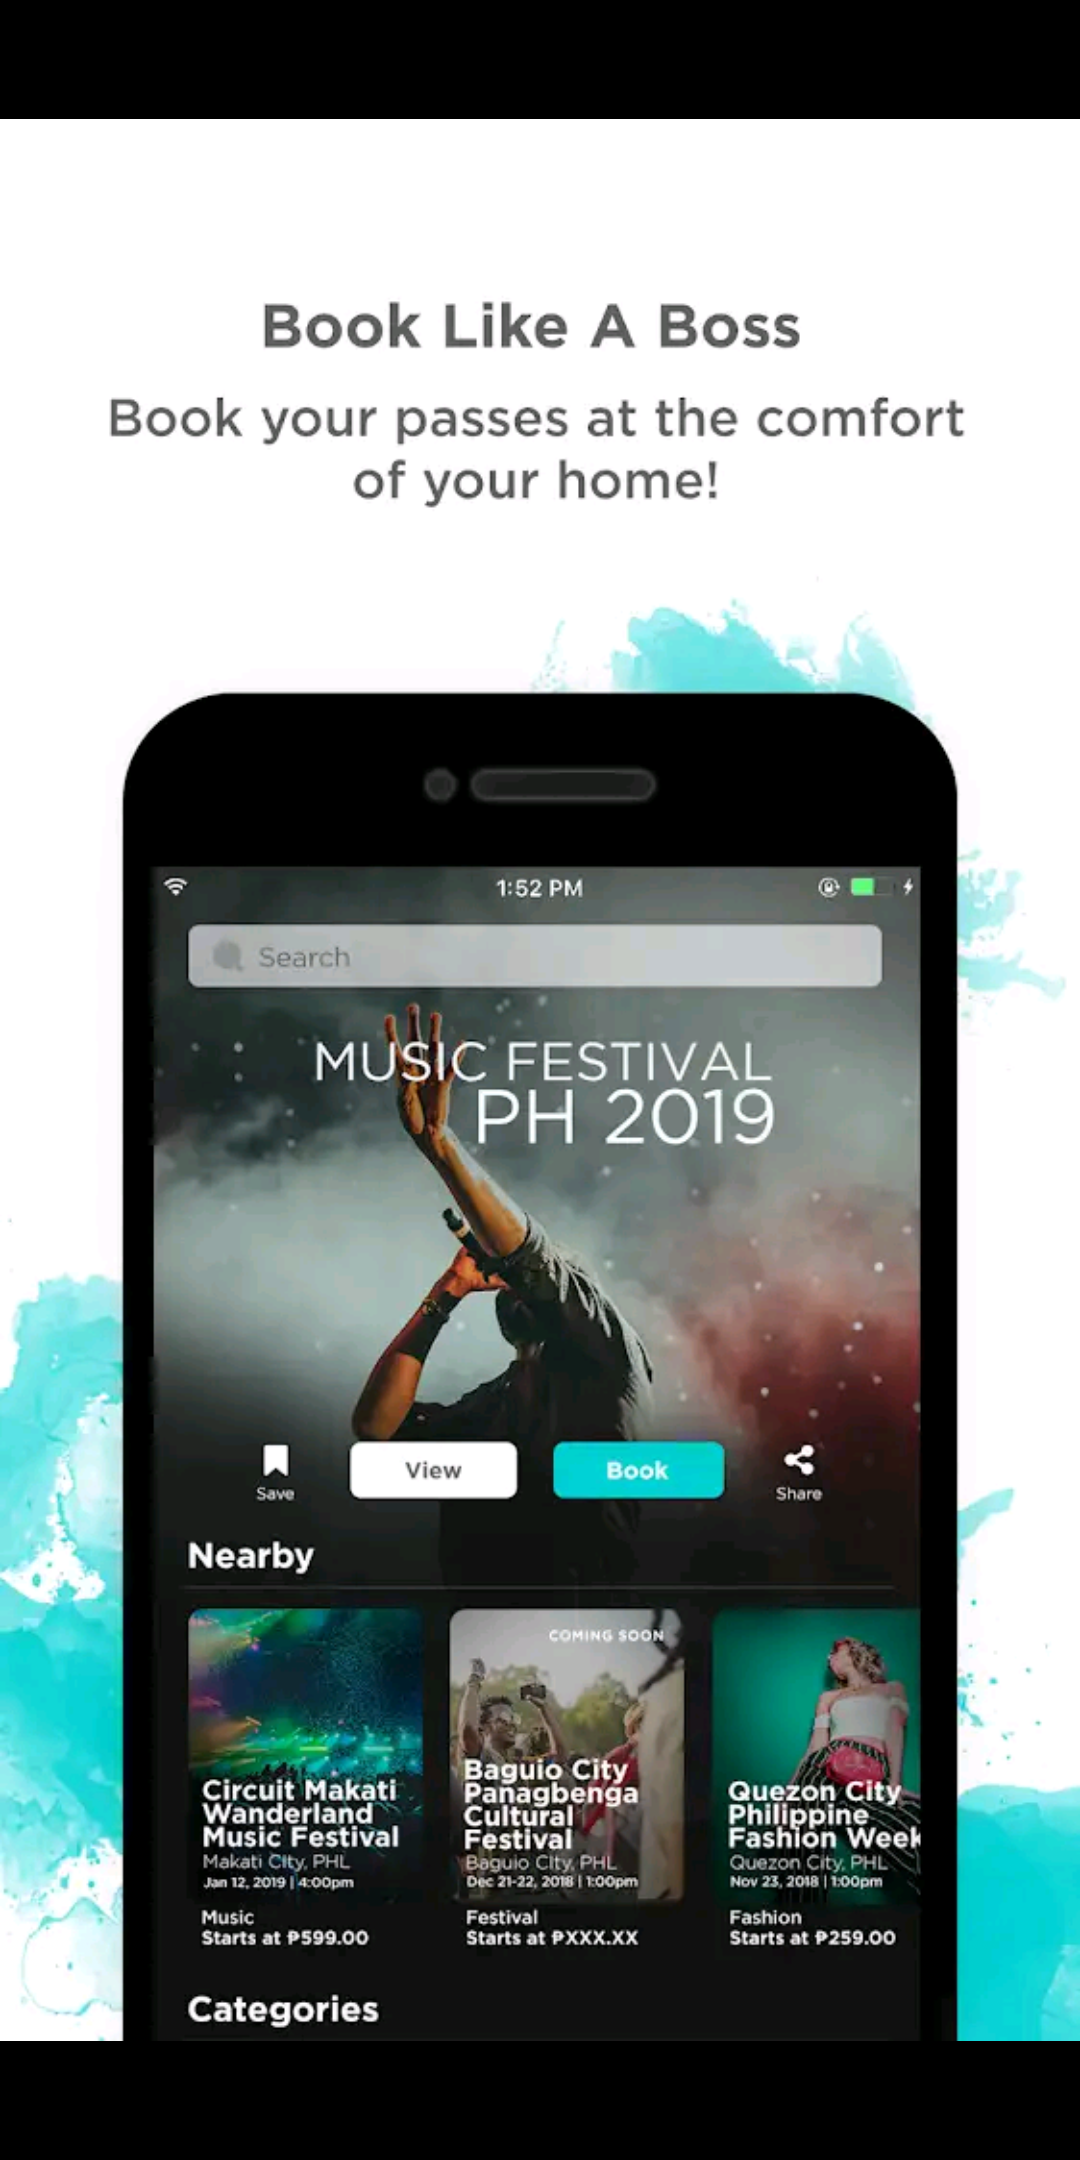 Book Like A Boss
Book your passes at the comfort
of your home!
1:52 PM
Search
MUSIC FESTIVAL
PH 2019
Save
View
Book
Share
Nearby
Circuit Makati
Wanderland
Music Festival
Makati City, PHL
Jan 12, 2019 | 4:00pm
Music
Starts at ₱599.00
COMING SOON
Baguio City
Panagbenga
Cultural
Festival
Baguio City, PHL
Dec 21-22, 2018 | 1:00pm
Festival
Starts at ₱XXX.XX
Quezon City
Philippine
Fashion Week
Quezon City, PHL
Nov 23, 2018 | 1:00pm
Fashion
Starts at ₱259.00
Categories